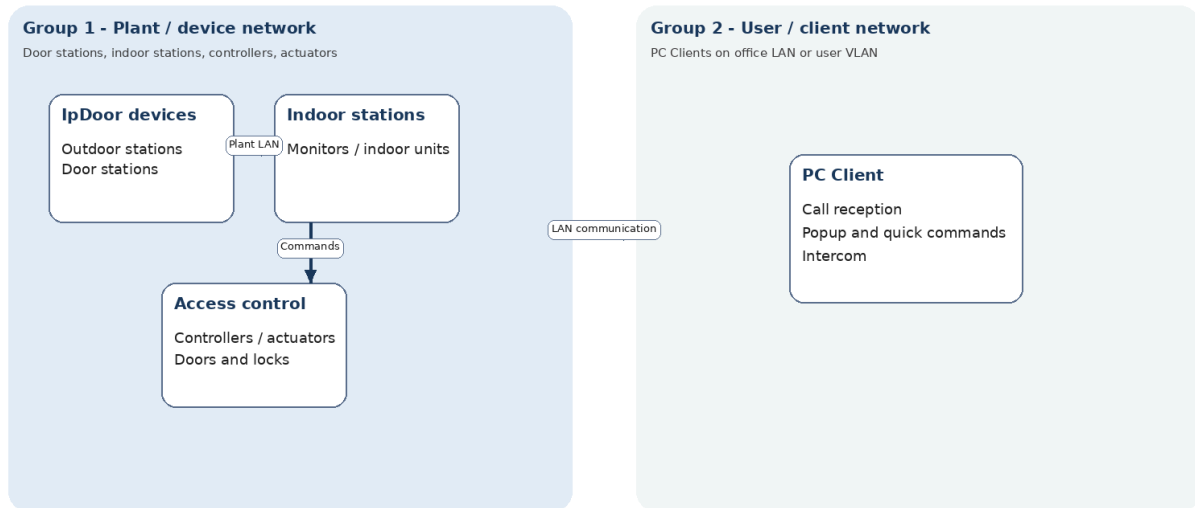 Group 1 - Plant / device network
Door stations, indoor stations, controllers, actuators
IpDoor devices
Outdoor stations
Door stations
Plant LAN
Indoor stations
Monitors / indoor units
Commands
Access control
Controllers / actuators
Doors and locks
LAN communication
Group 2 - User / client network
PC Clients on office LAN or user VLAN
PC Client
Call reception
Popup and quick commands
Intercom